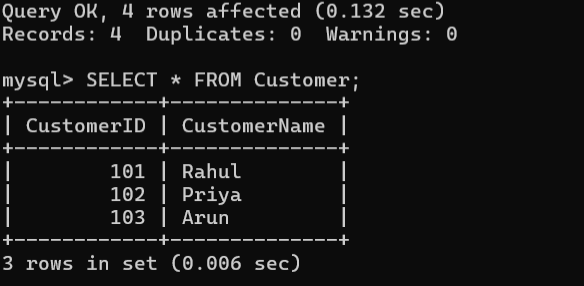 Query OK, 4 rows affected (0.132 sec)
Records: 4  Duplicates: 0  Warnings: 0

mysql> SELECT * FROM Customer;
+------------+--------------+
| CustomerID | CustomerName |
+------------+--------------+
|        101 | Rahul        |
|        102 | Priya        |
|        103 | Arun         |
+------------+--------------+
3 rows in set (0.006 sec)